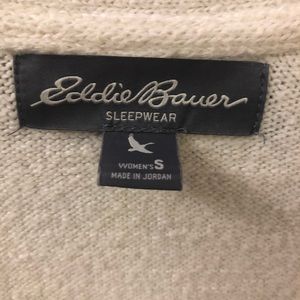 Eddie Bauer
SLEEPWEAR
WOMEN'S S
MADE IN JORDAN